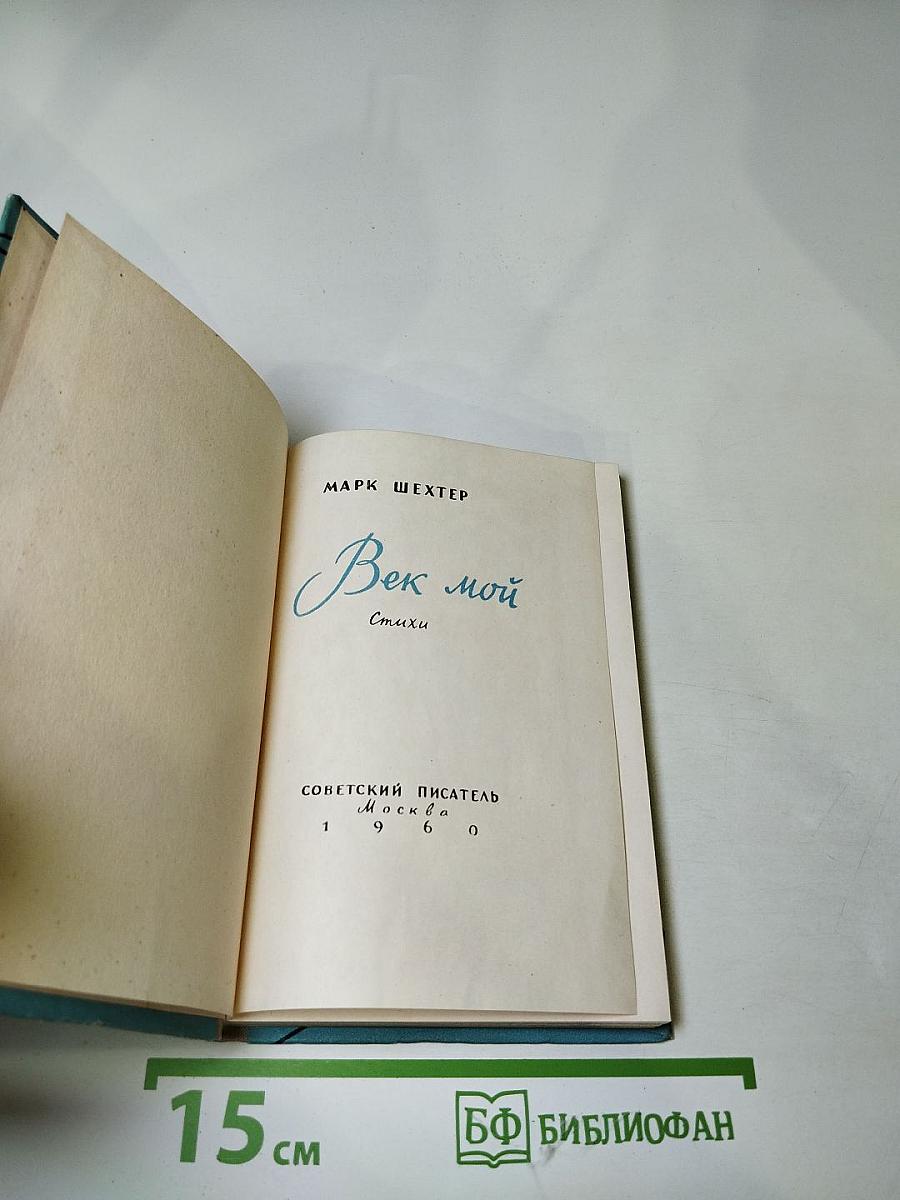 МАРК ШЕХТЕР
Век мой
Стихи
СОВЕТСКИЙ ПИСАТЕЛЬ
Москва
1960
15 см
БФ БИБЛИОФАН